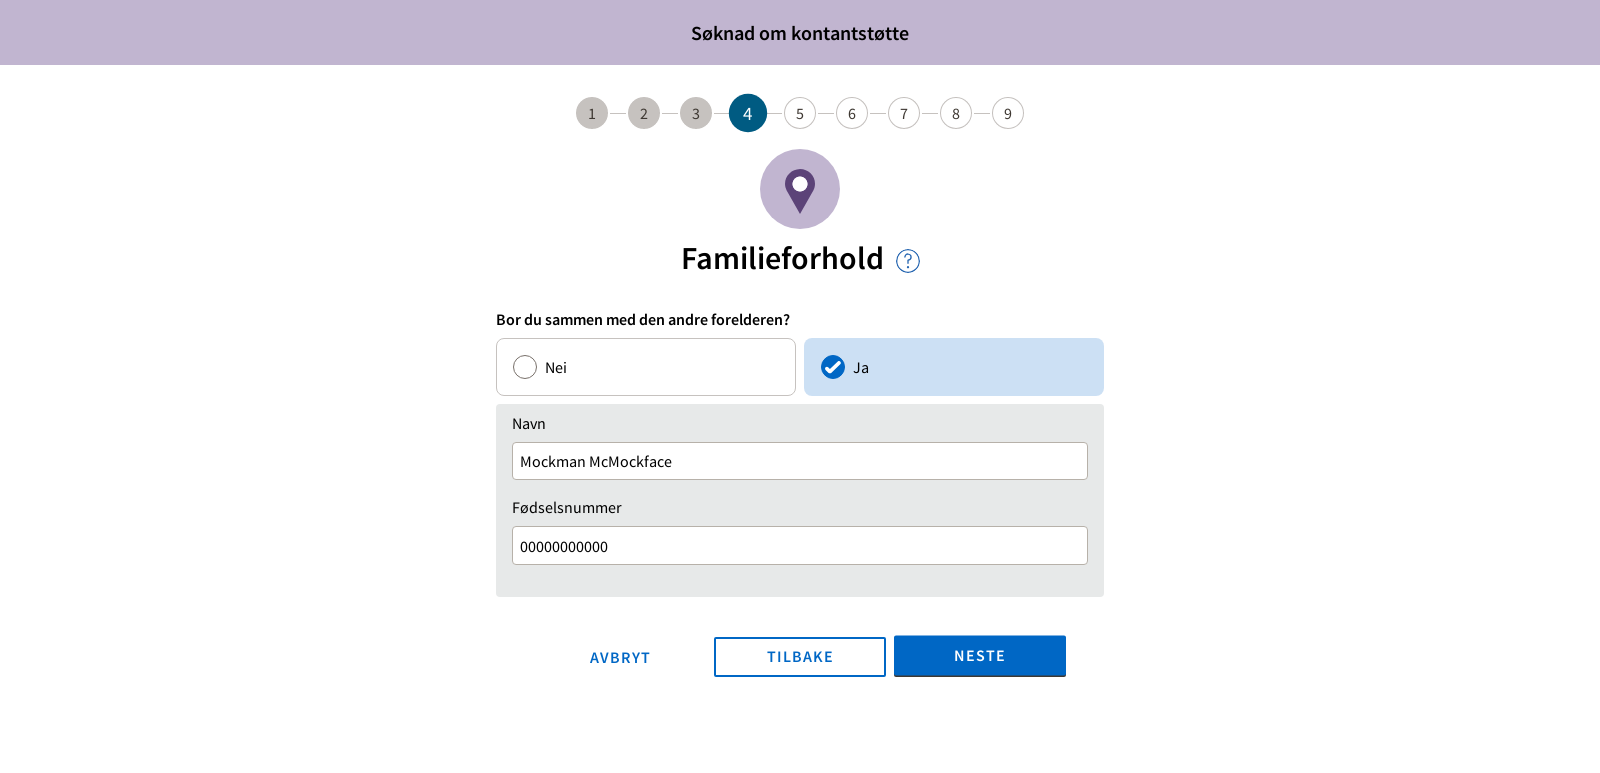 Søknad om kontantstøtte
1 2 3 4 5 6 7 8 9
Familieforhold ?
Bor du sammen med den andre forelderen?
Nei Ja
Navn
Mockman McMockface
Fødselsnummer
00000000000
AVBRYT TILBAKE NESTE